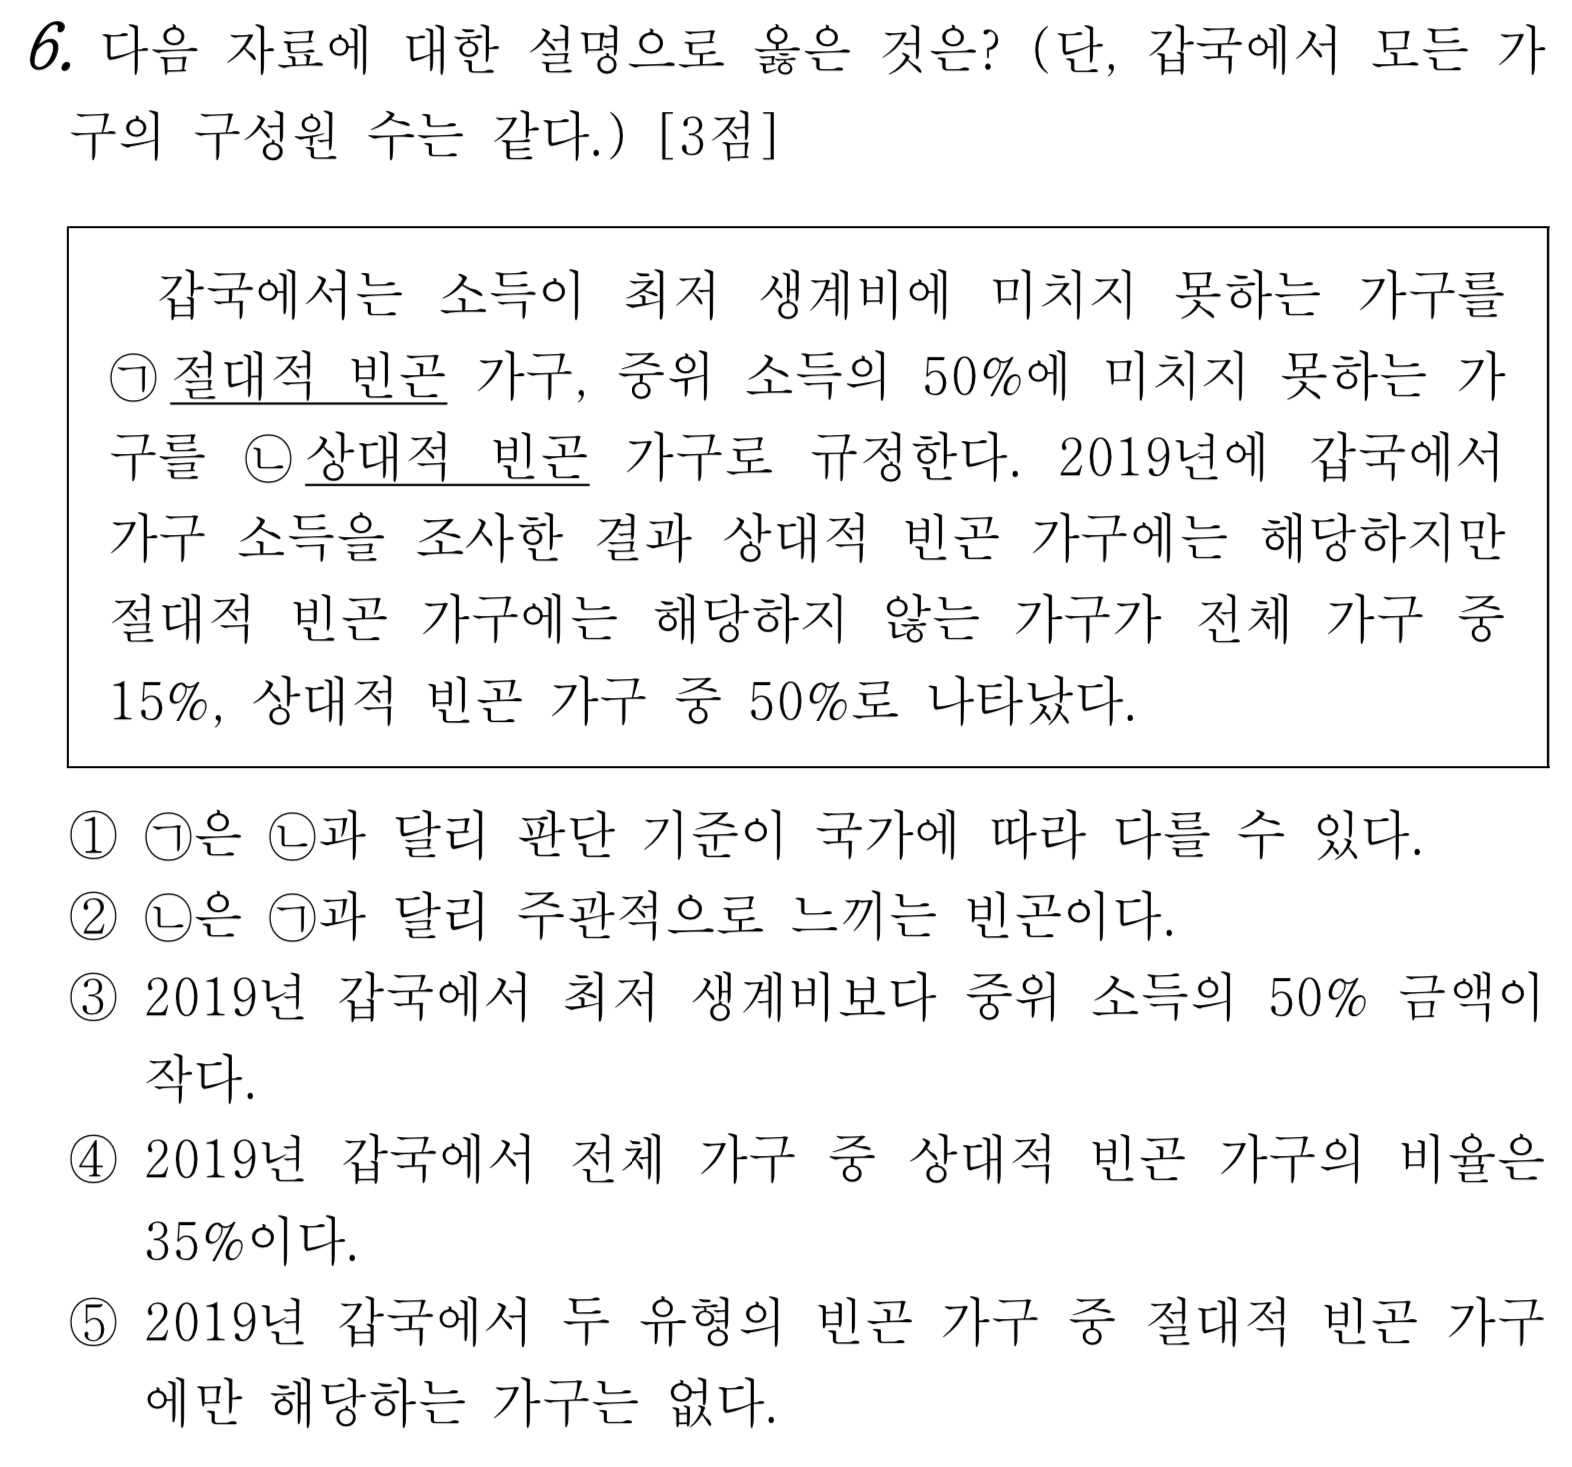 6. 다음 자료에 대한 설명으로 옳은 것은? (단, 갑국에서 모든 가
구의 구성원 수는 같다.) [3점]
갑국에서는 소득이 최저 생계비에 미치지 못하는 가구를
㉠절대적 빈곤 가구, 중위 소득의 50%에 미치지 못하는 가
구를 ㉡상대적 빈곤 가구로 규정한다. 2019년에 갑국에서
가구 소득을 조사한 결과 상대적 빈곤 가구에는 해당하지만
절대적 빈곤 가구에는 해당하지 않는 가구가 전체 가구 중
15%, 상대적 빈곤 가구 중 50%로 나타났다.
① ㉠은 ㉡과 달리 판단 기준이 국가에 따라 다를 수 있다.
② ㉡은 ㉠과 달리 주관적으로 느끼는 빈곤이다.
③ 2019년 갑국에서 최저 생계비보다 중위 소득의 50% 금액이
작다.
④ 2019년 갑국에서 전체 가구 중 상대적 빈곤 가구의 비율은
35%이다.
⑤ 2019년 갑국에서 두 유형의 빈곤 가구 중 절대적 빈곤 가구
에만 해당하는 가구는 없다.